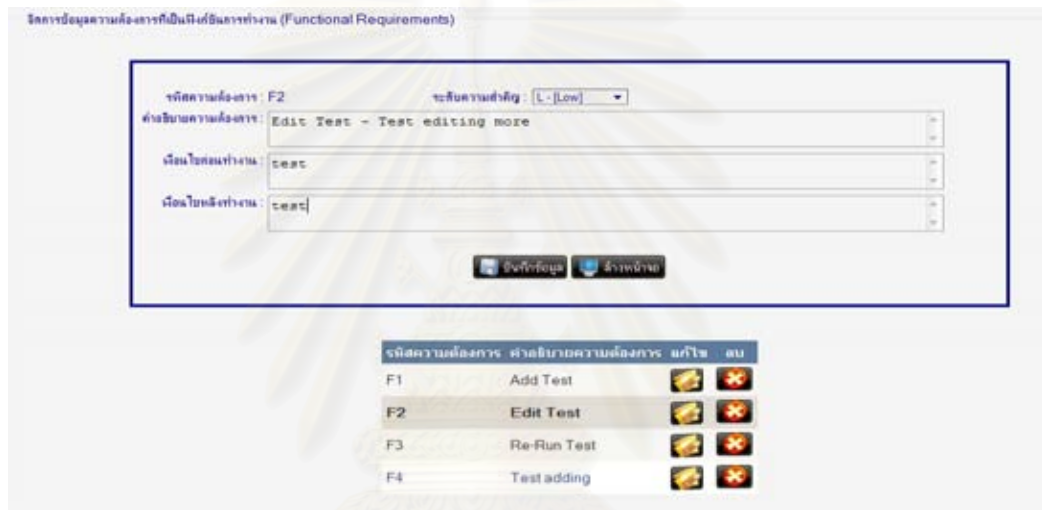 จัดการข้อมูลความต้องการที่เป็นฟังก์ชันการทำงาน (Functional Requirements)
รหัสความต้องการ : F2 ระดับความสำคัญ : L - [Low]
คำอธิบายความต้องการ : Edit Test - Test editing more
เงื่อนไขก่อนทำงาน : test
เงื่อนไขหลังทำงาน : test
บันทึกข้อมูล ล้างหน้าจอ
รหัสความต้องการ คำอธิบายความต้องการ แก้ไข ลบ
F1 Add Test
F2 Edit Test
F3 Re-Run Test
F4 Test adding